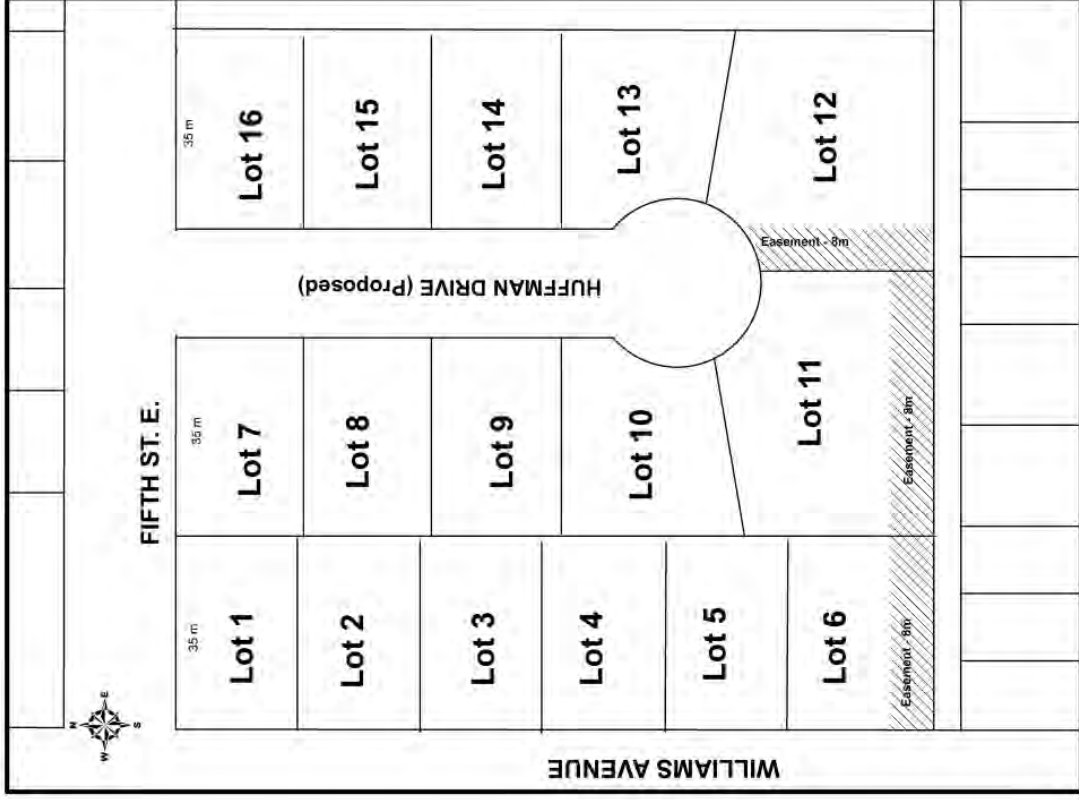 N
W
E
S
FIFTH ST. E.
35 m
35 m
35 m
Lot 1
Lot 7
Lot 16
Lot 2
Lot 8
Lot 15
Lot 3
Lot 9
Lot 14
HUFFMAN DRIVE (Proposed)
Lot 4
Lot 10
Lot 13
Lot 5
Lot 6
Lot 11
Lot 12
Easement - 8m
Easement - 8m
Easement - 8m
WILLIAMS AVENUE